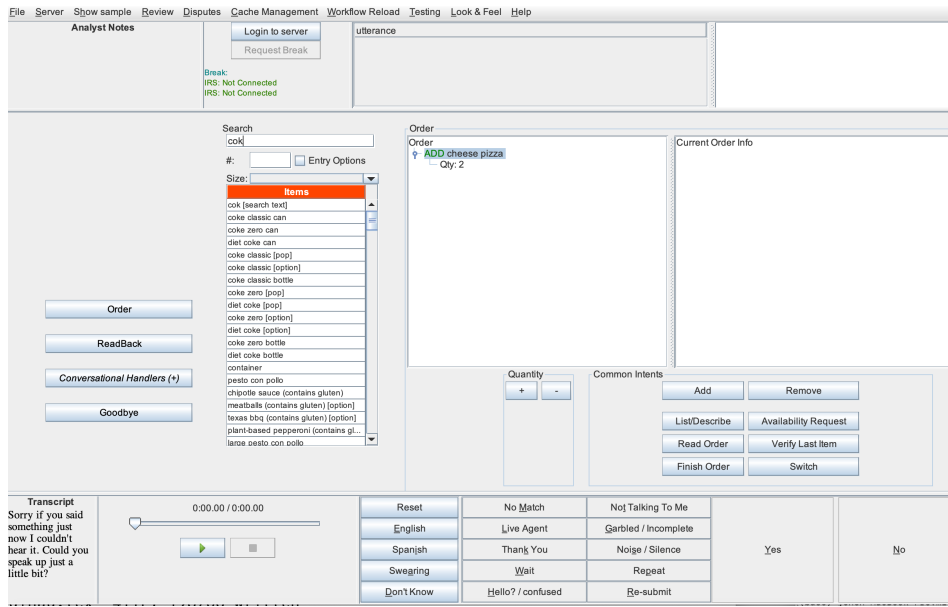 File Server Show sample Review Disputes Cache Management Workflow Reload Testing Look & Feel Help
Analyst Notes
Login to server
Request Break
Break:
IRS: Not Connected
IRS: Not Connected
utterance
Search
cok
#:
Entry Options
Size:
Items
cok [search text]
coke classic can
coke zero can
diet coke can
coke classic [pop]
coke classic [option]
coke classic bottle
coke zero [pop]
diet coke [pop]
coke zero [option]
diet coke [option]
coke zero bottle
diet coke bottle
container
pesto con pollo
chipotle sauce (contains gluten)
meatballs (contains gluten) [option]
texas bbq (contains gluten) [option]
plant-based pepperoni (contains gl...
large pesto con pollo
Order
ReadBack
Conversational Handlers (+)
Goodbye
Order
Order
ADD cheese pizza
Qty: 2
Current Order Info
Quantity
+ -
Common Intents
Add Remove
List/Describe Availability Request
Read Order Verify Last Item
Finish Order Switch
Transcript
Sorry if you said
something just
now I couldn't
hear it. Could you
speak up just a
little bit?
0:00.00 / 0:00.00
Reset No Match Not Talking To Me
English Live Agent Garbled / Incomplete
Spanish Thank You Noise / Silence
Swearing Wait Repeat
Don't Know Hello? / confused Re-submit
Yes
No